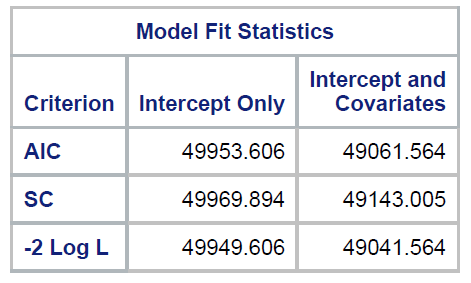 Model Fit Statistics
Criterion Intercept Only Intercept and
Covariates
AIC 49953.606 49061.564
SC 49969.894 49143.005
-2 Log L 49949.606 49041.564